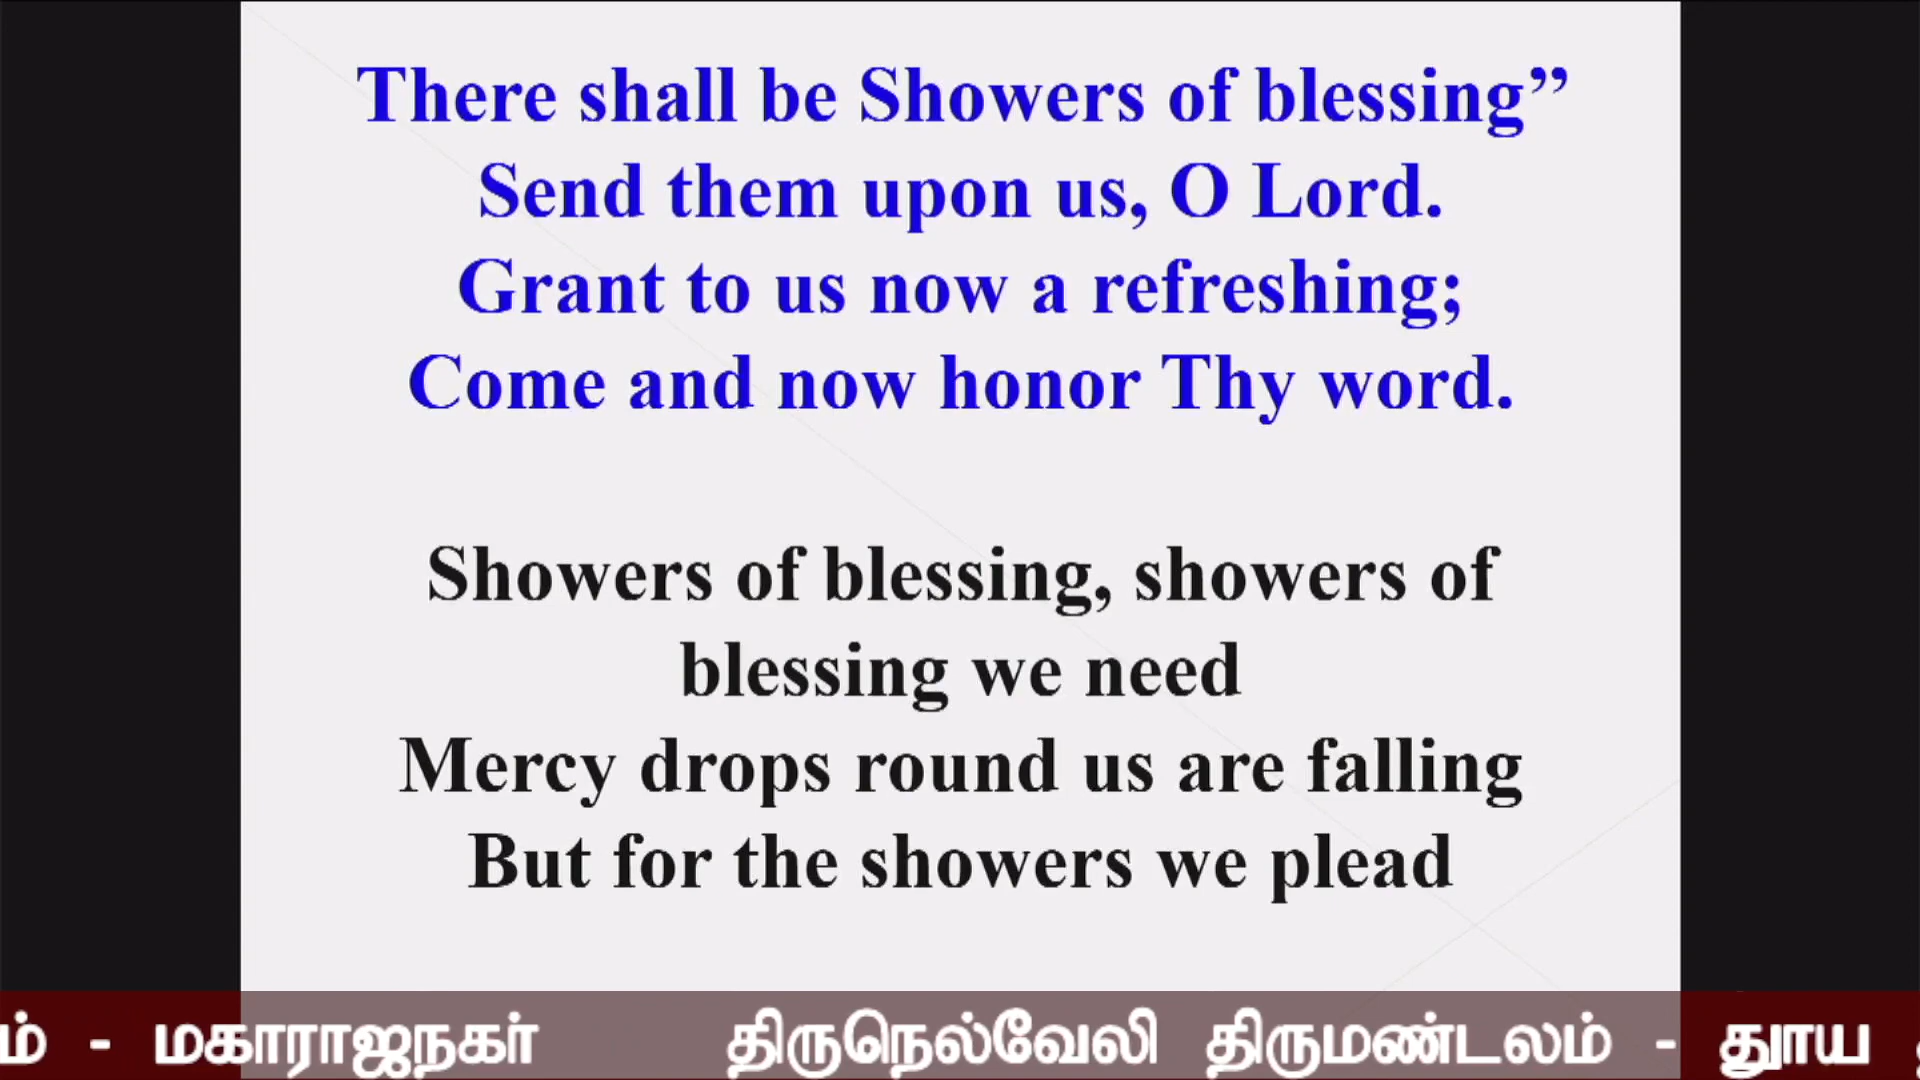 There shall be Showers of blessing”
Send them upon us, O Lord.
Grant to us now a refreshing;
Come and now honor Thy word.
Showers of blessing, showers of
blessing we need
Mercy drops round us are falling
But for the showers we plead
ம் - மகாராஜநகர் திருநெல்வேலி திருமண்டலம் - தூய